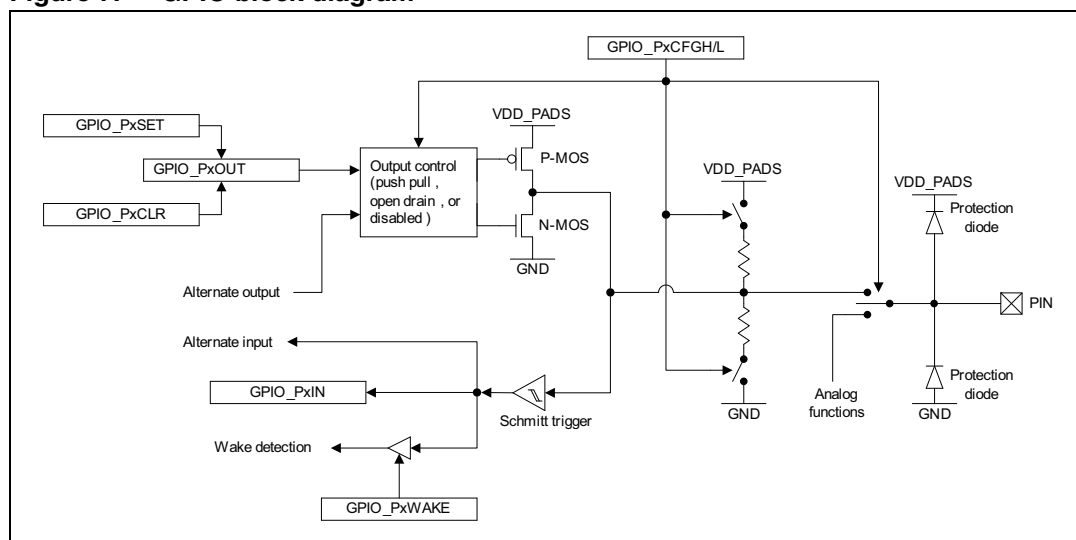 Figure GPIO block diagram
GPIO_PxCFGH/L
GPIO_PxSET
GPIO_PxOUT
GPIO_PxCLR
Output control
(push pull ,
open drain , or
disabled )
VDD_PADS
P-MOS
N-MOS
GND
Alternate output
Alternate input
GPIO_PxIN
Wake detection
GPIO_PxWAKE
Schmitt trigger
VDD_PADS
GND
Analog
functions
VDD_PADS
Protection
diode
PIN
Protection
diode
GND